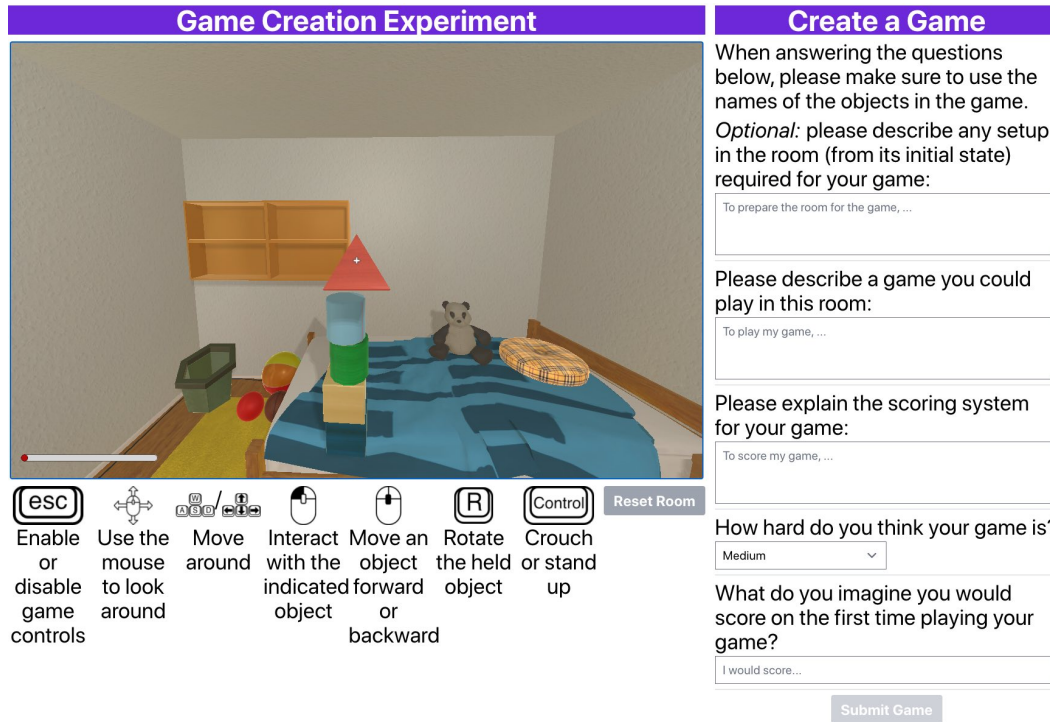 Game Creation Experiment
esc
W
A S D
/
R
Control
Reset Room
Enable
or
disable
game
controls
Use the
mouse
to look
around
Move
around
Interact
with the
indicated
object
Move an
object
forward
or
backward
Rotate
the held
object
Crouch
or stand
up
Create a Game
When answering the questions
below, please make sure to use the
names of the objects in the game.
Optional: please describe any setup
in the room (from its initial state)
required for your game:
To prepare the room for the game, ...
Please describe a game you could
play in this room:
To play my game, ...
Please explain the scoring system
for your game:
To score my game, ...
How hard do you think your game is?
Medium
What do you imagine you would
score on the first time playing your
game?
I would score...
Submit Game